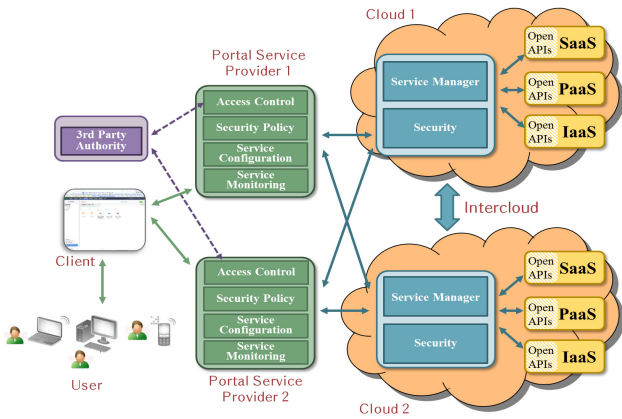 Cloud 1
Portal Service
Provider 1
Access Control
Security Policy
Service
Configuration
Service
Monitoring
3rd Party
Authority
Service Manager
Security
Open
APIs
SaaS
Open
APIs
PaaS
Open
APIs
IaaS
Intercloud
Client
User
Access Control
Security Policy
Service
Configuration
Service
Monitoring
Portal Service
Provider 2
Service Manager
Security
Open
APIs
SaaS
Open
APIs
PaaS
Open
APIs
IaaS
Cloud 2